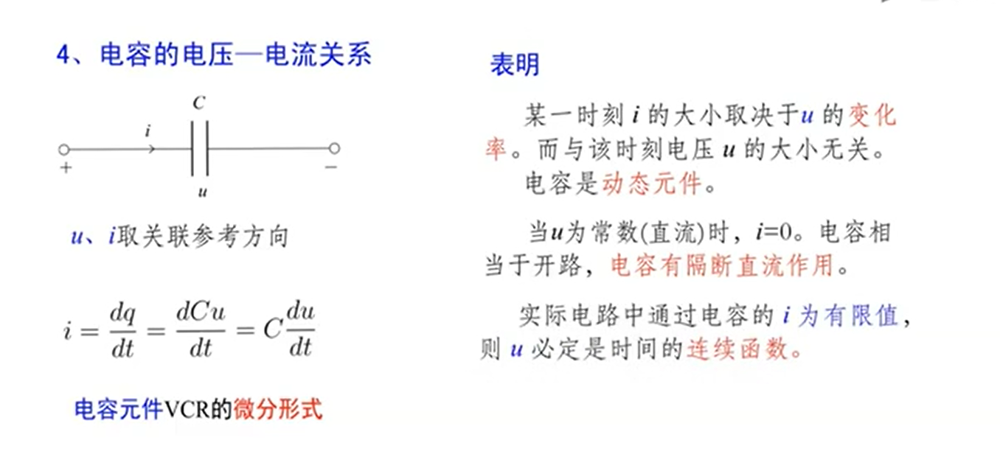 4、电容的电压—电流关系
C
i
+ −
u
u、i取关联参考方向
i = dq/dt = dCu/dt = C du/dt
电容元件VCR的微分形式
表明
某一时刻 i 的大小取决于u 的变化
率。而与该时刻电压 u 的大小无关。
电容是动态元件。
当u为常数(直流)时，i=0。电容相
当于开路，电容有隔断直流作用。
实际电路中通过电容的 i 为有限值，
则 u 必定是时间的连续函数。